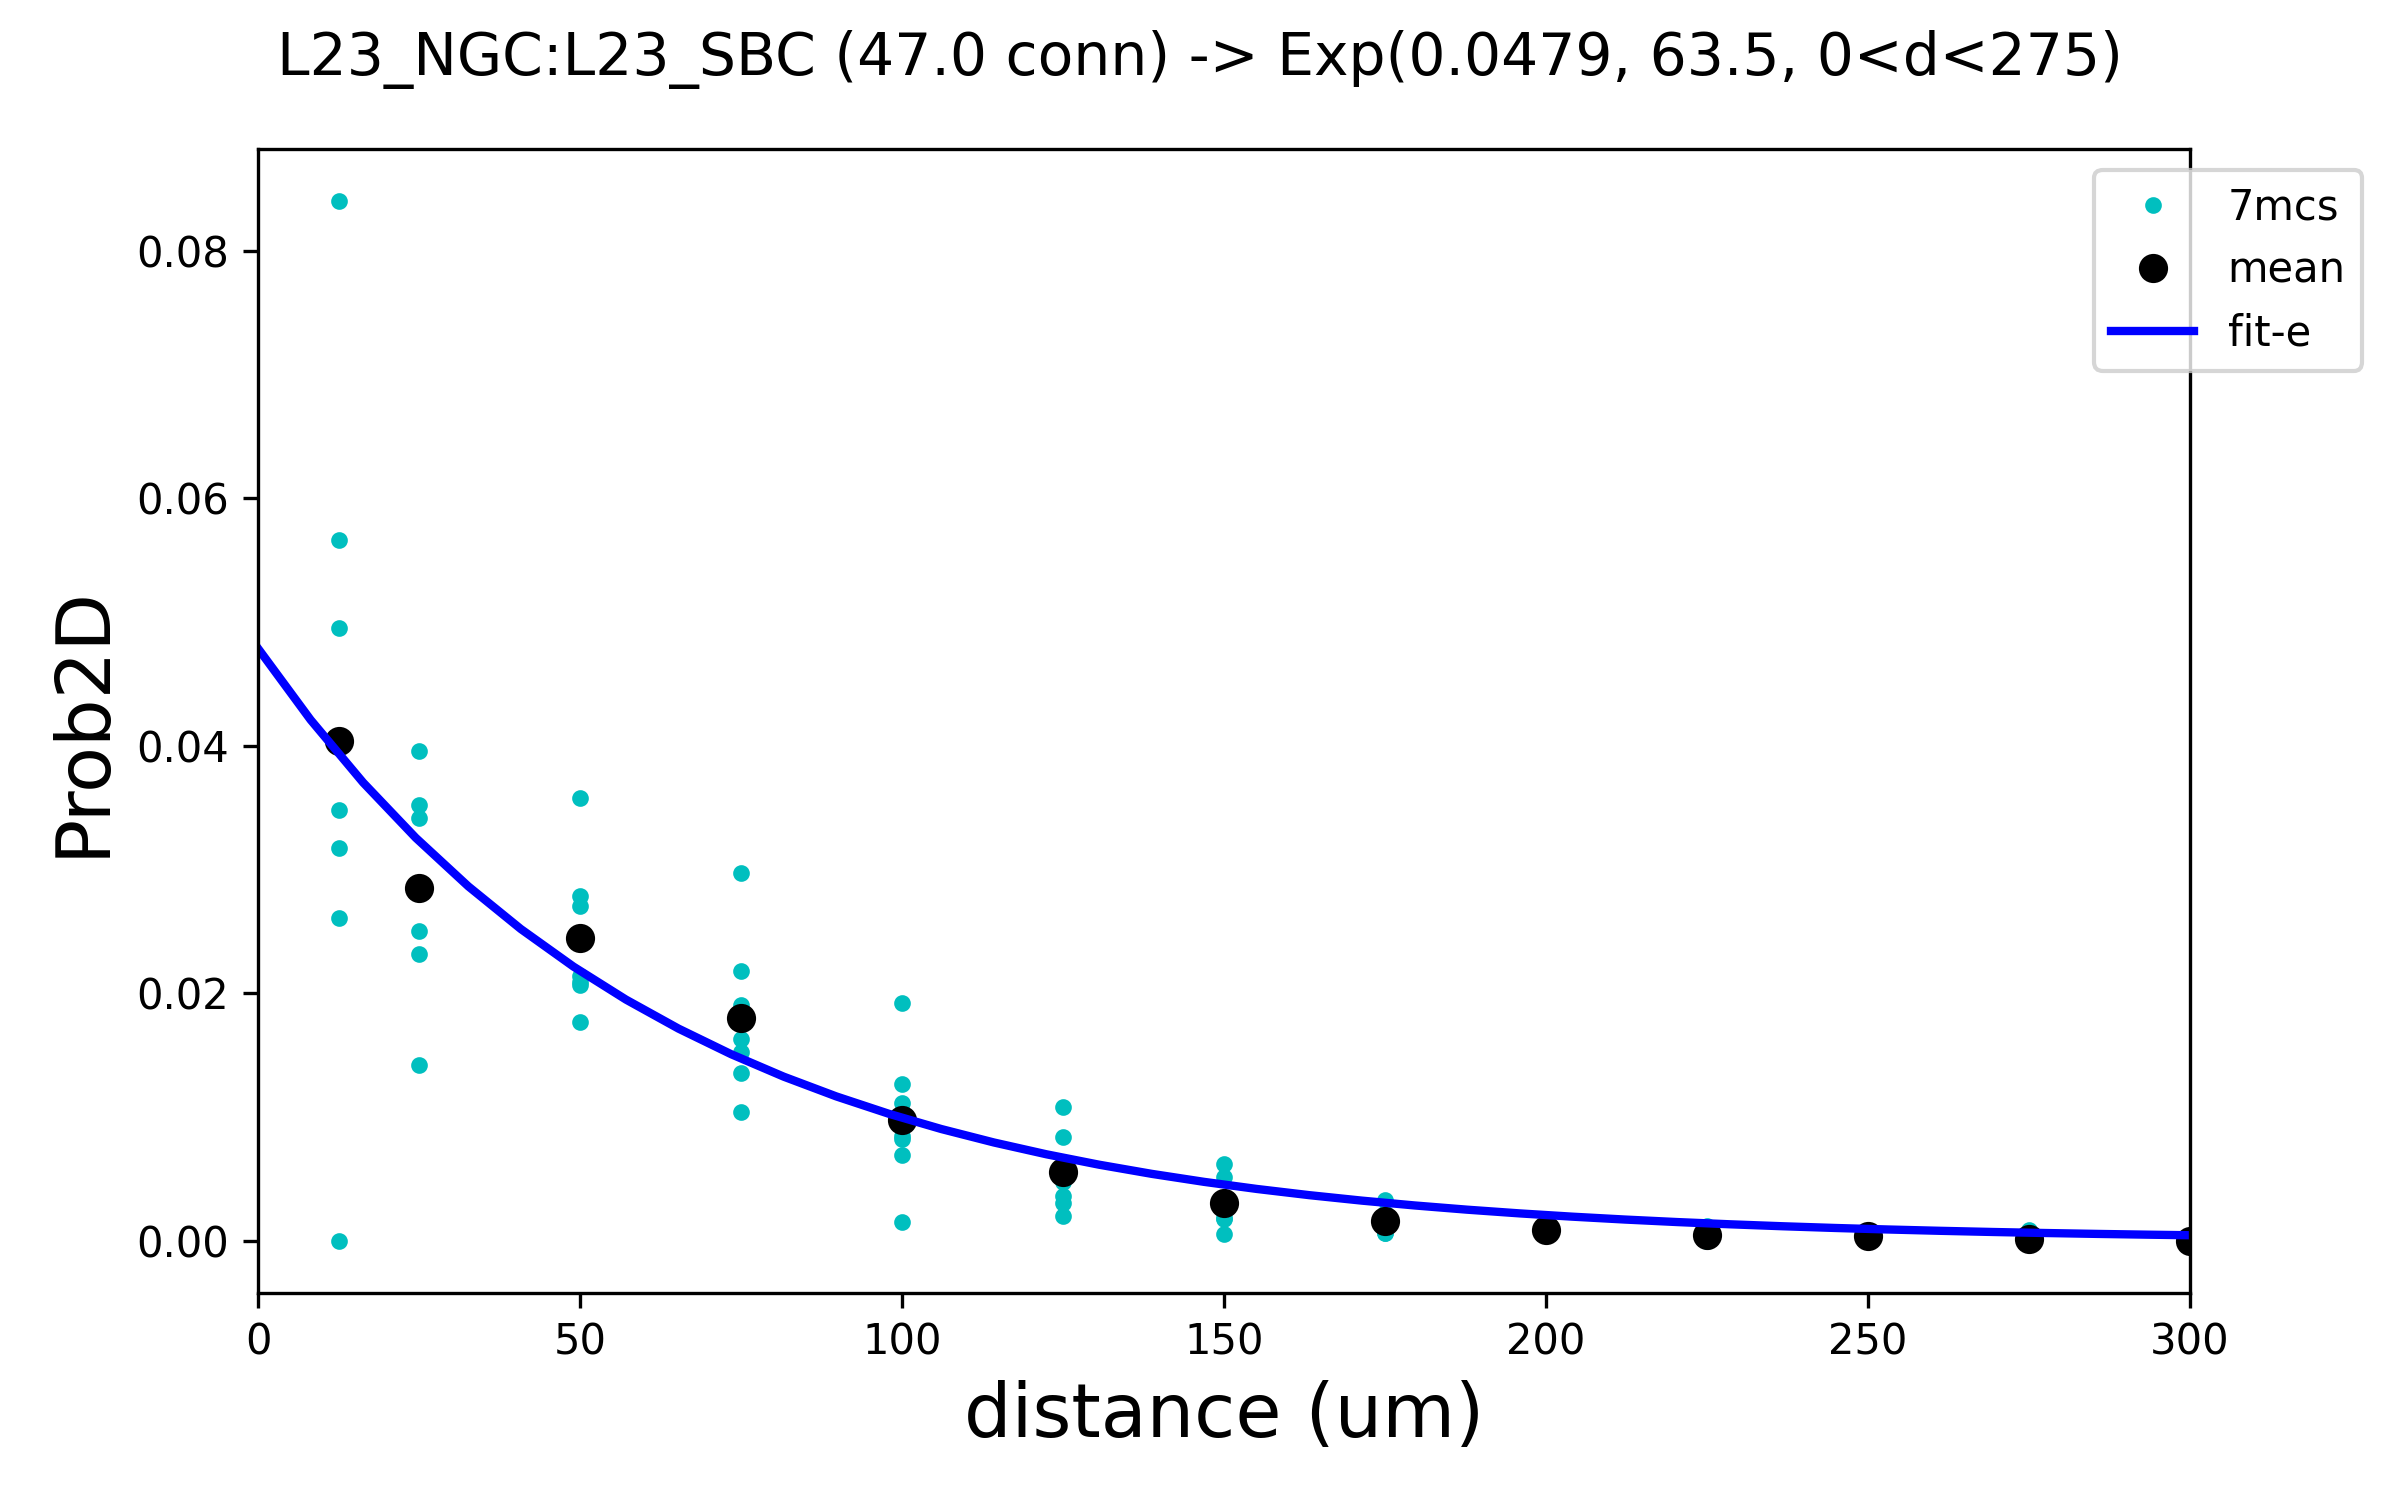 L23_NGC:L23_SBC (47.0 conn) -> Exp(0.0479, 63.5, 0<d<275)
7mcs
mean
fit-e
Prob2D
0.08
0.06
0.04
0.02
0.00
0 50 100 150 200 250 300
distance (um)